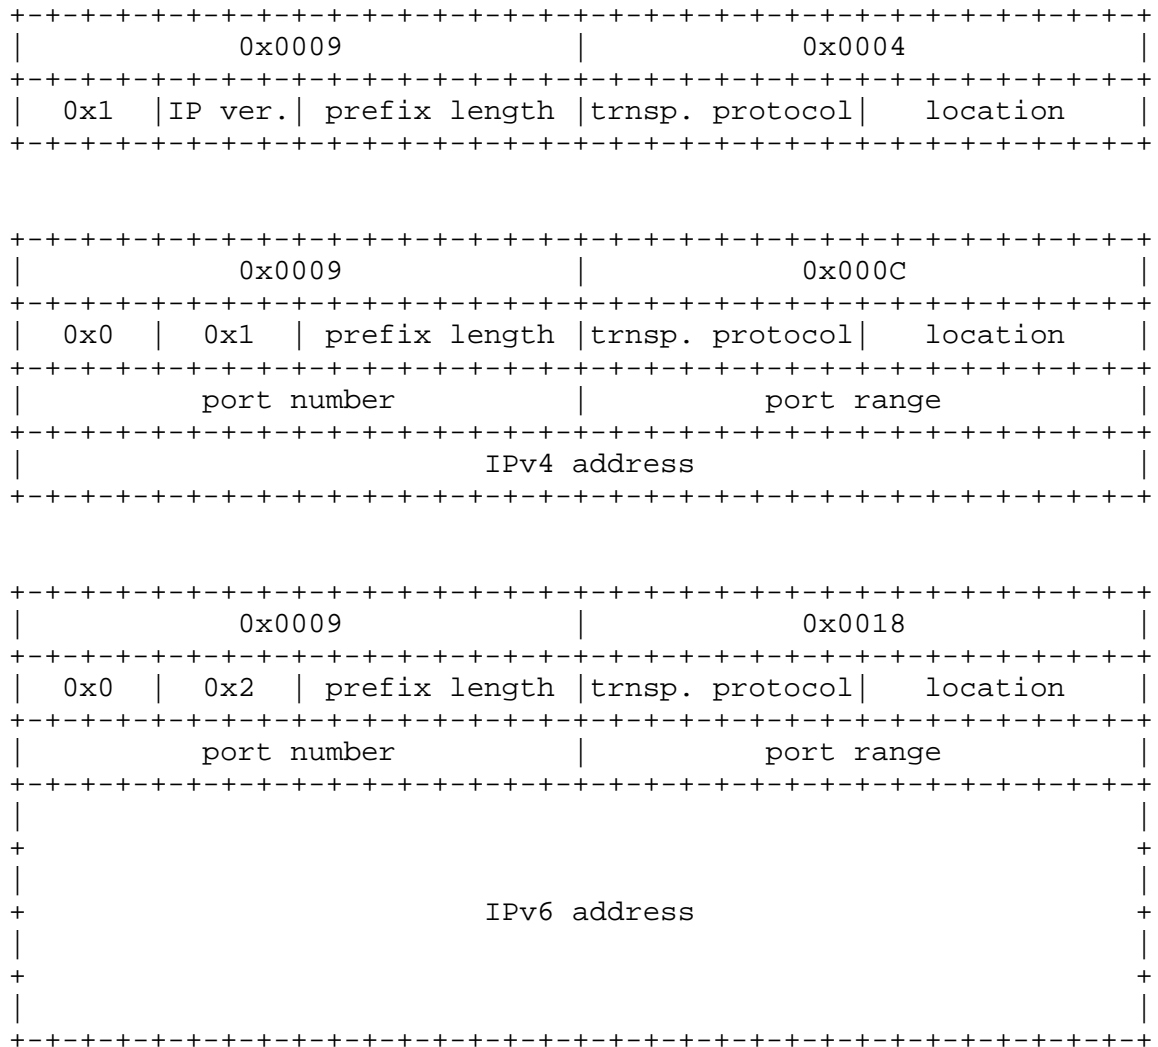 +-+-+-+-+-+-+-+-+-+-+-+-+-+-+-+-+-+-+-+-+-+-+-+-+-+-+-+-+-+-+-+-+
|            0x0009             |            0x0004             |
+-+-+-+-+-+-+-+-+-+-+-+-+-+-+-+-+-+-+-+-+-+-+-+-+-+-+-+-+-+-+-+-+
|  0x1  |IP ver.| prefix length |trnsp. protocol|   location    |
+-+-+-+-+-+-+-+-+-+-+-+-+-+-+-+-+-+-+-+-+-+-+-+-+-+-+-+-+-+-+-+-+
+-+-+-+-+-+-+-+-+-+-+-+-+-+-+-+-+-+-+-+-+-+-+-+-+-+-+-+-+-+-+-+-+
|            0x0009             |            0x000C             |
+-+-+-+-+-+-+-+-+-+-+-+-+-+-+-+-+-+-+-+-+-+-+-+-+-+-+-+-+-+-+-+-+
|  0x0  |  0x1  | prefix length |trnsp. protocol|   location    |
+-+-+-+-+-+-+-+-+-+-+-+-+-+-+-+-+-+-+-+-+-+-+-+-+-+-+-+-+-+-+-+-+
|          port number          |          port range           |
+-+-+-+-+-+-+-+-+-+-+-+-+-+-+-+-+-+-+-+-+-+-+-+-+-+-+-+-+-+-+-+-+
|                          IPv4 address                         |
+-+-+-+-+-+-+-+-+-+-+-+-+-+-+-+-+-+-+-+-+-+-+-+-+-+-+-+-+-+-+-+-+
+-+-+-+-+-+-+-+-+-+-+-+-+-+-+-+-+-+-+-+-+-+-+-+-+-+-+-+-+-+-+-+-+
|            0x0009             |            0x0018             |
+-+-+-+-+-+-+-+-+-+-+-+-+-+-+-+-+-+-+-+-+-+-+-+-+-+-+-+-+-+-+-+-+
|  0x0  |  0x2  | prefix length |trnsp. protocol|   location    |
+-+-+-+-+-+-+-+-+-+-+-+-+-+-+-+-+-+-+-+-+-+-+-+-+-+-+-+-+-+-+-+-+
|          port number          |          port range           |
+-+-+-+-+-+-+-+-+-+-+-+-+-+-+-+-+-+-+-+-+-+-+-+-+-+-+-+-+-+-+-+-+
|                                                               |
+                                                               +
|                                                               |
+                          IPv6 address                         +
|                                                               |
+                                                               +
|                                                               |
+-+-+-+-+-+-+-+-+-+-+-+-+-+-+-+-+-+-+-+-+-+-+-+-+-+-+-+-+-+-+-+-+